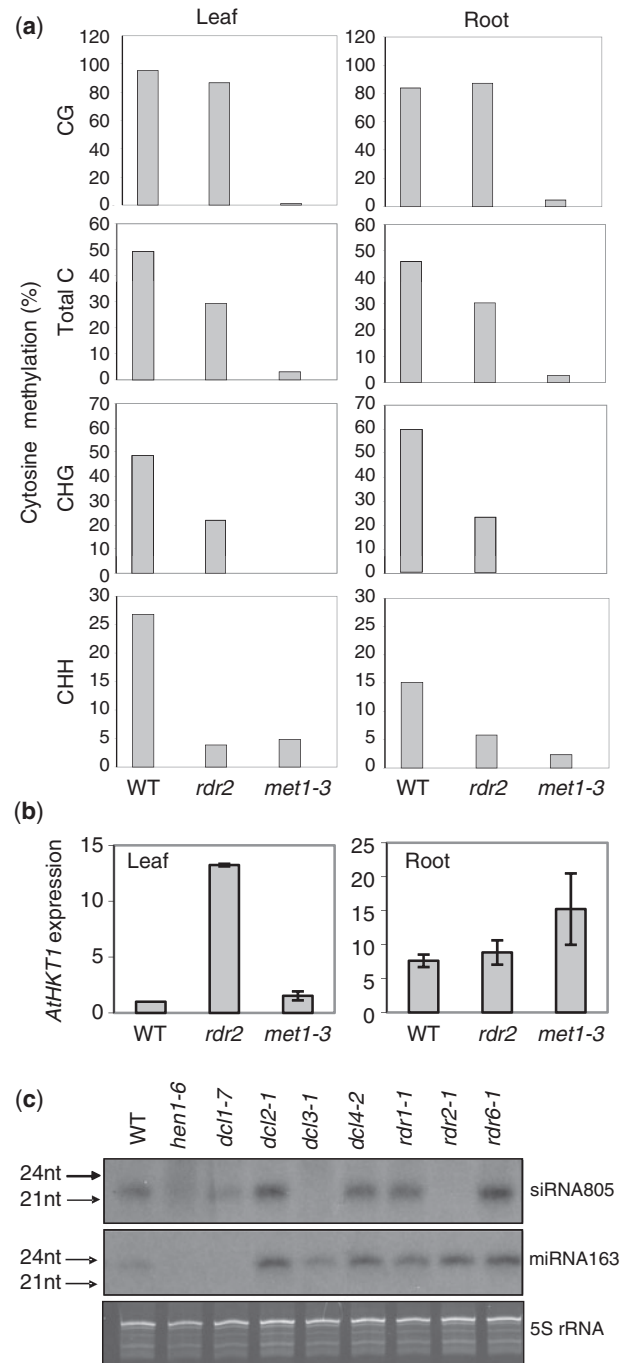 (a)
Leaf Root
Cytosine methylation (%)
CG
120 120
100 100
80 80
60 60
40 40
20 20
0 0
Total C
60 60
50 50
40 40
30 30
20 20
10 10
0 0
CHG
70 70
60 60
50 50
40 40
30 30
20 20
10 10
0 0
CHH
30 30
25 25
20 20
15 15
10 10
5 5
0 0
WT rdr2 met1-3 WT rdr2 met1-3
(b)
AtHKT1 expression
Leaf
15
10
5
0
WT rdr2 met1-3
Root
25
20
15
10
5
0
WT rdr2 met1-3
(c)
WT hen1-6 dcl1-7 dcl2-1 dcl3-1 dcl4-2 rdr1-1 rdr2-1 rdr6-1
24nt
21nt
siRNA805
24nt
21nt
miRNA163
5S rRNA